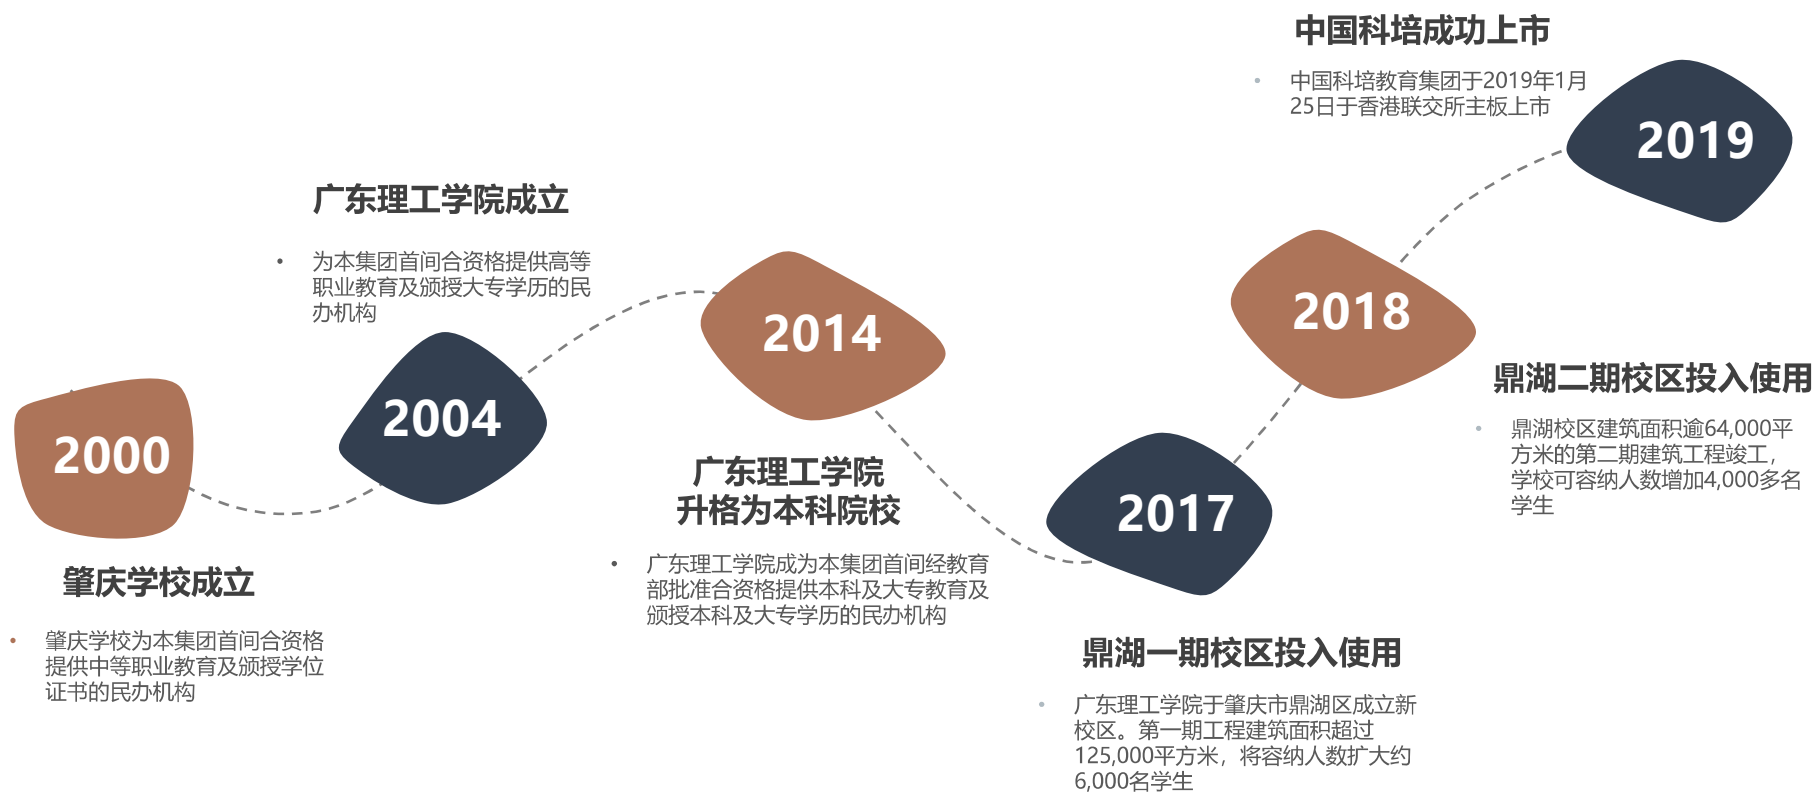 2000
肇庆学校成立
• 肇庆学校为本集团首间合资格
提供中等职业教育及颁授学位
证书的民办机构
广东理工学院成立
• 为本集团首间合资格提供高等
职业教育及颁授大专学历的民
办机构
2004
2014
广东理工学院
升格为本科院校
• 广东理工学院成为本集团首间经教育
部批准合资格提供本科及大专教育及
颁授本科及大专学历的民办机构
2017
鼎湖一期校区投入使用
• 广东理工学院于肇庆市鼎湖区成立新
校区。第一期工程建筑面积超过
125,000平方米，将容纳人数扩大约
6,000名学生
2018
鼎湖二期校区投入使用
• 鼎湖校区建筑面积逾64,000平
方米的第二期建筑工程竣工，
学校可容纳人数增加4,000多名
学生
中国科培成功上市
• 中国科培教育集团于2019年1月
25日于香港联交所主板上市
2019